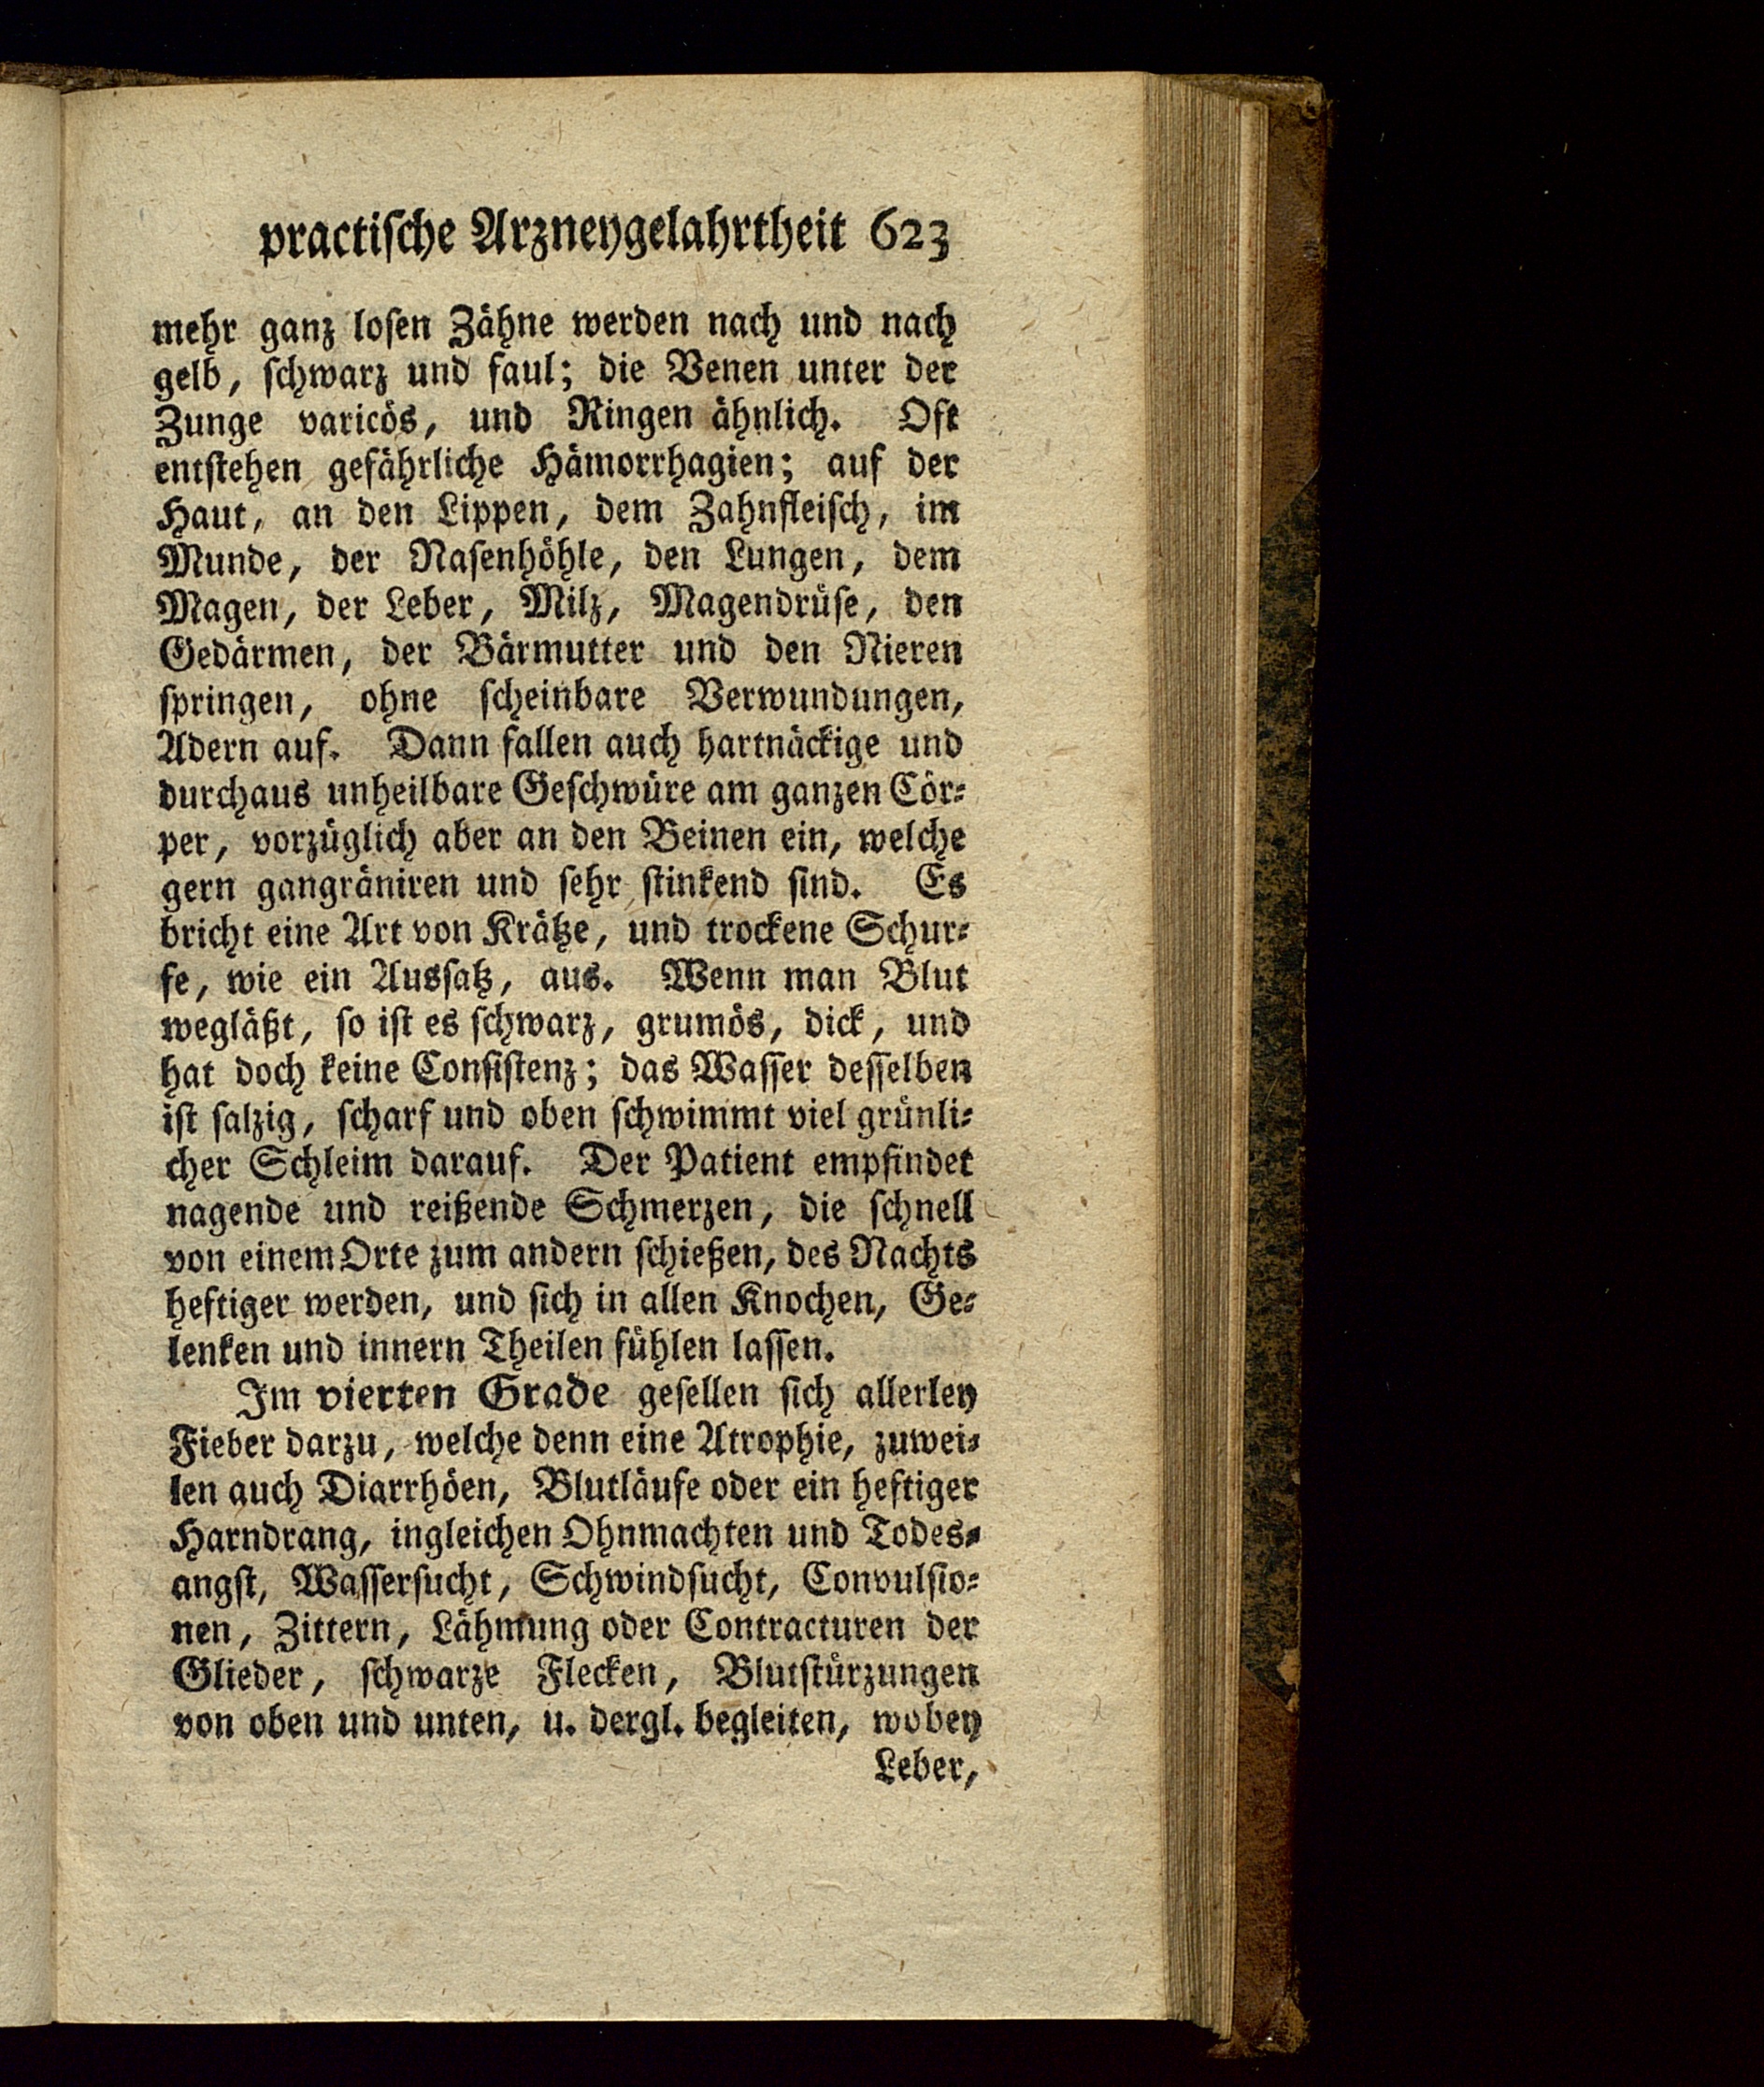 practische Arzneygelahrtheit 623
mehr ganz losen Zähne werden nach und nach
gelb, schwarz und faul; die Venen unter der
Zunge varicös, und Ringen ähnlich. Oft
entstehen gefährliche Hämorrhagien; auf der
Haut, an den Lippen, dem Zahnfleisch, im
Munde, der Nasenhöhle, den Lungen, dem
Magen, der Leber, Milz, Magendrüse, den
Gedärmen, der Bärmutter und den Nieren
springen, ohne scheinbare Verwundungen,
Adern auf. Dann fallen auch hartnäckige und
durchaus unheilbare Geschwüre am ganzen Cör-
per, vorzüglich aber an den Beinen ein, welche
gern gangräniren und sehr stinkend sind. Es
bricht eine Art von Krätze, und trockene Schur-
fe, wie ein Aussatz, aus. Wenn man Blut
wegläßt, so ist es schwarz, grumös, dick, und
hat doch keine Consistenz; das Wasser desselben
ist salzig, scharf und oben schwimmt viel grünli-
cher Schleim darauf. Der Patient empfindet
nagende und reißende Schmerzen, die schnell
von einem Orte zum andern schießen, des Nachts
heftiger werden, und sich in allen Knochen, Ge-
lenken und innern Theilen fühlen lassen.
Im vierten Grade gesellen sich allerley
Fieber darzu, welche denn eine Atrophie, zuwei-
len auch Diarrhöen, Blutläufe oder ein heftiger
Harndrang, ingleichen Ohnmachten und Todes-
angst, Wassersucht, Schwindsucht, Convulsio-
nen, Zittern, Lähmung oder Contracturen der
Glieder, schwarze Flecken, Blutstürzungen
von oben und unten, u. dergl. begleiten, wobey
Leber,